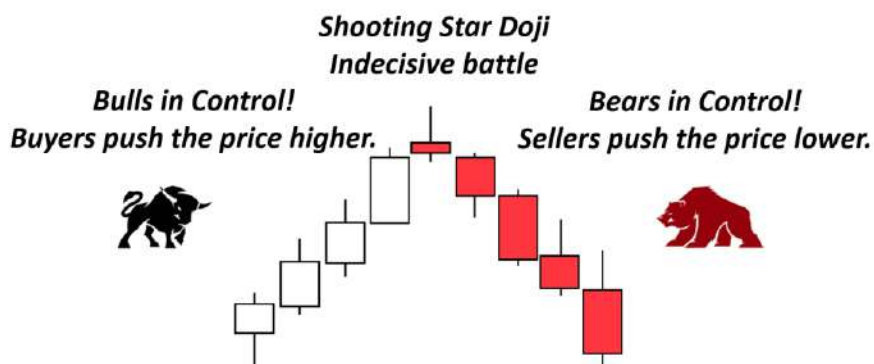 Shooting Star Doji
Indecisive battle
Bulls in Control!
Buyers push the price higher.
Bears in Control!
Sellers push the price lower.